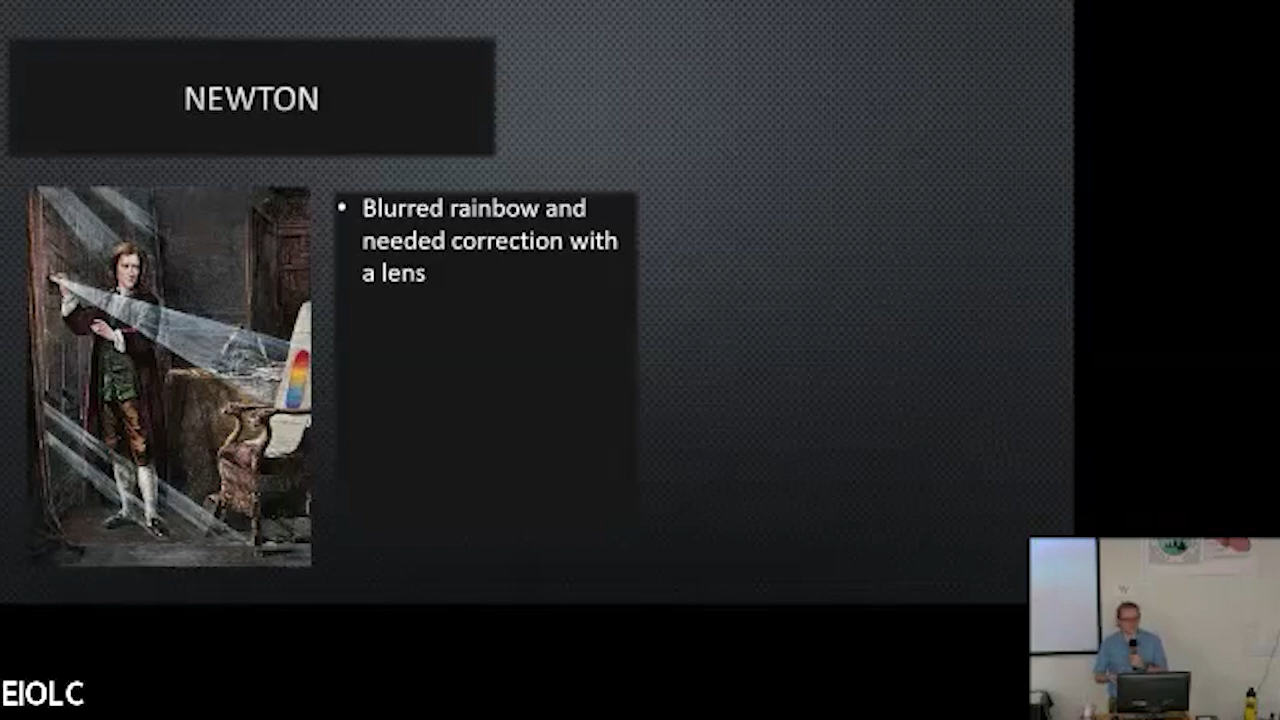 NEWTON
• Blurred rainbow and
needed correction with
a lens
EIOLC